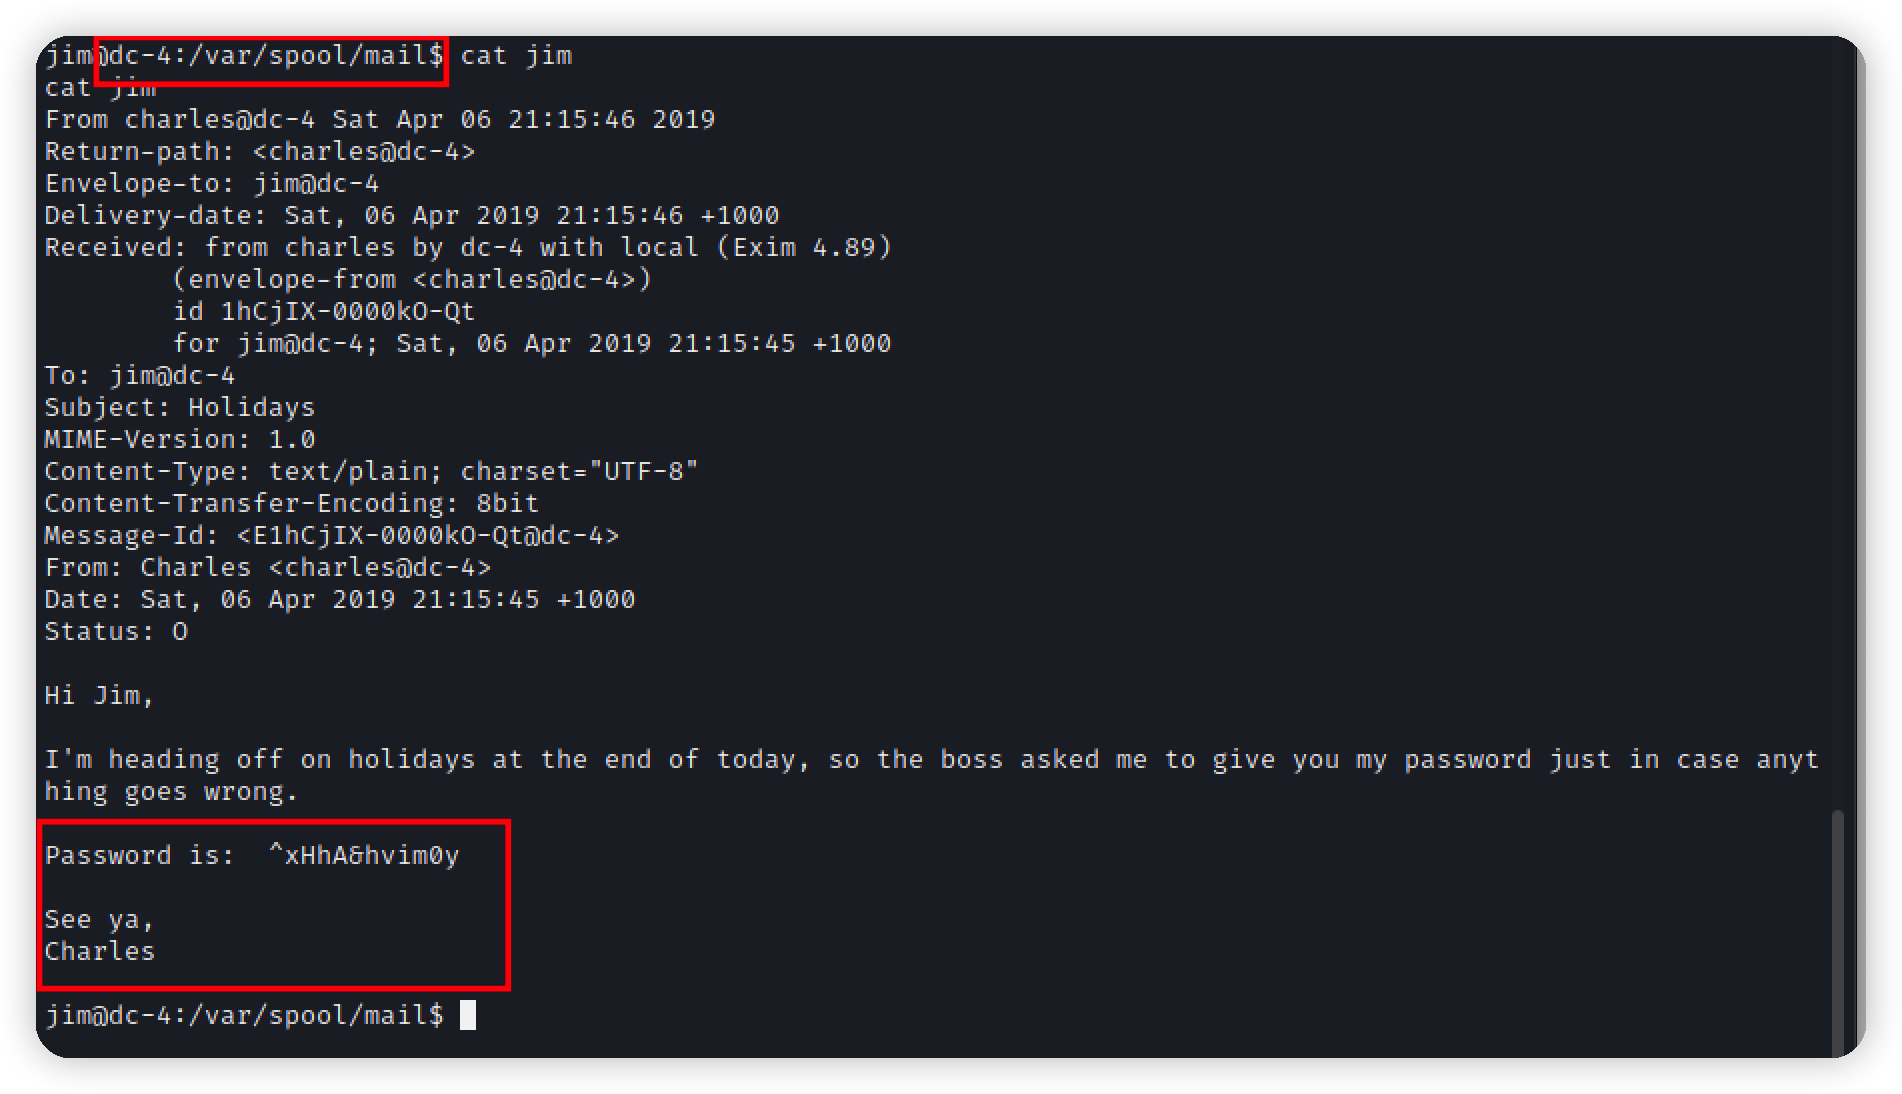 jim@dc-4:/var/spool/mail$ cat jim
cat jim
From charles@dc-4 Sat Apr 06 21:15:46 2019
Return-path: <charles@dc-4>
Envelope-to: jim@dc-4
Delivery-date: Sat, 06 Apr 2019 21:15:46 +1000
Received: from charles by dc-4 with local (Exim 4.89)
        (envelope-from <charles@dc-4>)
        id 1hCjIX-0000kO-Qt
        for jim@dc-4; Sat, 06 Apr 2019 21:15:45 +1000
To: jim@dc-4
Subject: Holidays
MIME-Version: 1.0
Content-Type: text/plain; charset="UTF-8"
Content-Transfer-Encoding: 8bit
Message-Id: <E1hCjIX-0000kO-Qt@dc-4>
From: Charles <charles@dc-4>
Date: Sat, 06 Apr 2019 21:15:45 +1000
Status: O

Hi Jim,

I'm heading off on holidays at the end of today, so the boss asked me to give you my password just in case anyt
hing goes wrong.

Password is:  ^xHhA&hvim0y

See ya,
Charles

jim@dc-4:/var/spool/mail$